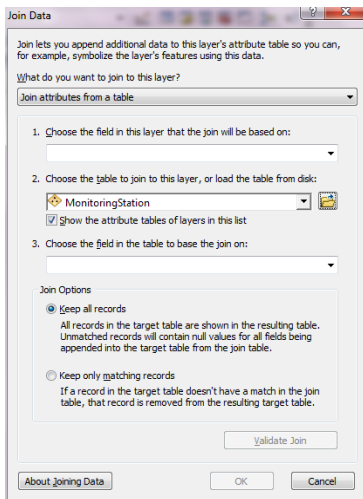 Join Data
Join lets you append additional data to this layer's attribute table so you can,
for example, symbolize the layer's features using this data.
What do you want to join to this layer?
Join attributes from a table
1. Choose the field in this layer that the join will be based on:
2. Choose the table to join to this layer, or load the table from disk:
MonitoringStation
Show the attribute tables of layers in this list
3. Choose the field in the table to base the join on:
Join Options
Keep all records
All records in the target table are shown in the resulting table.
Unmatched records will contain null values for all fields being
appended into the target table from the join table.
Keep only matching records
If a record in the target table doesn't have a match in the join
table, that record is removed from the resulting target table.
Validate Join
About Joining Data
OK
Cancel